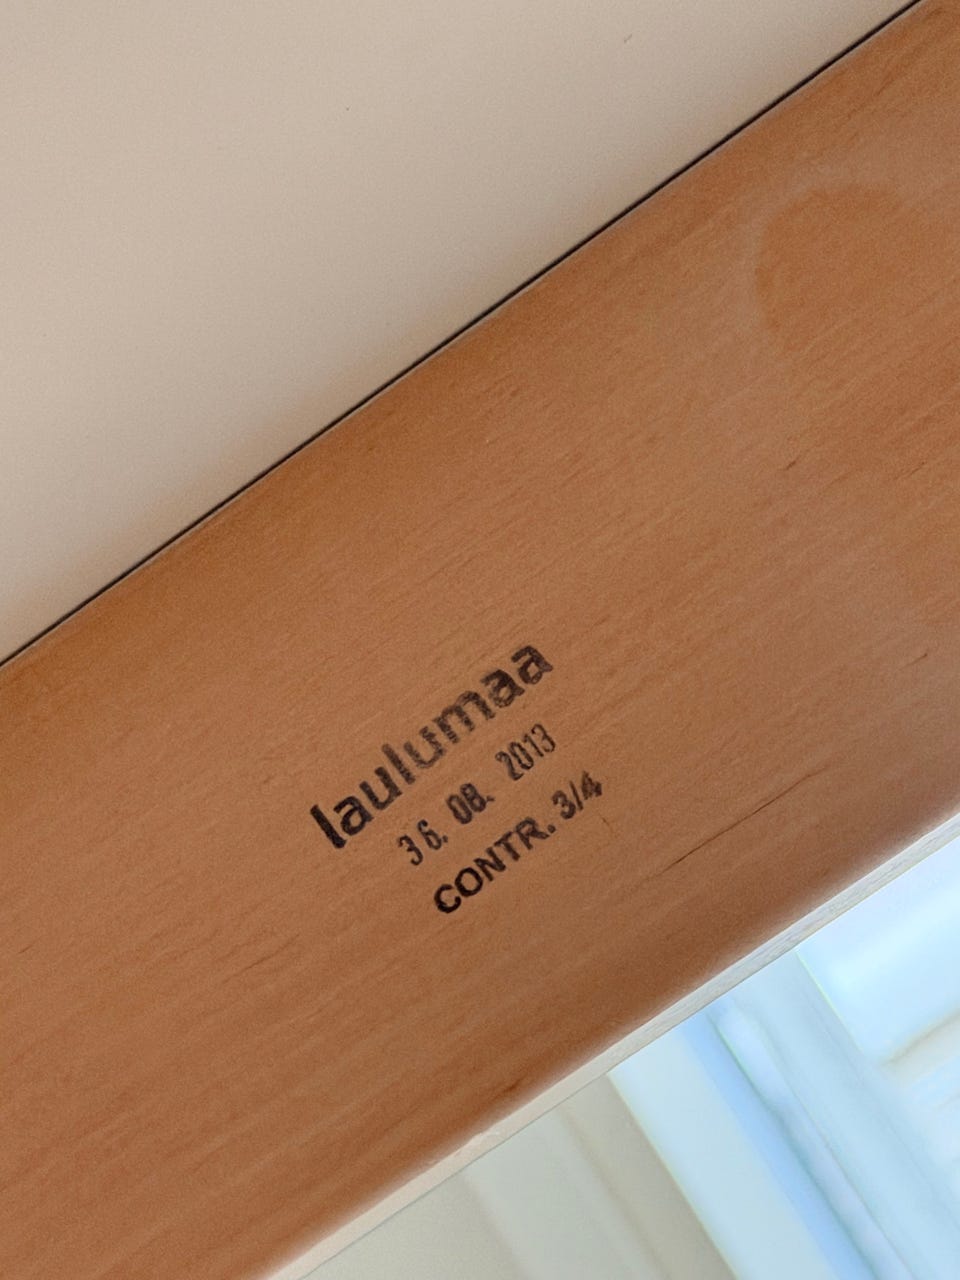 laulumaa
36. 08. 2013
CONTR. 3/4